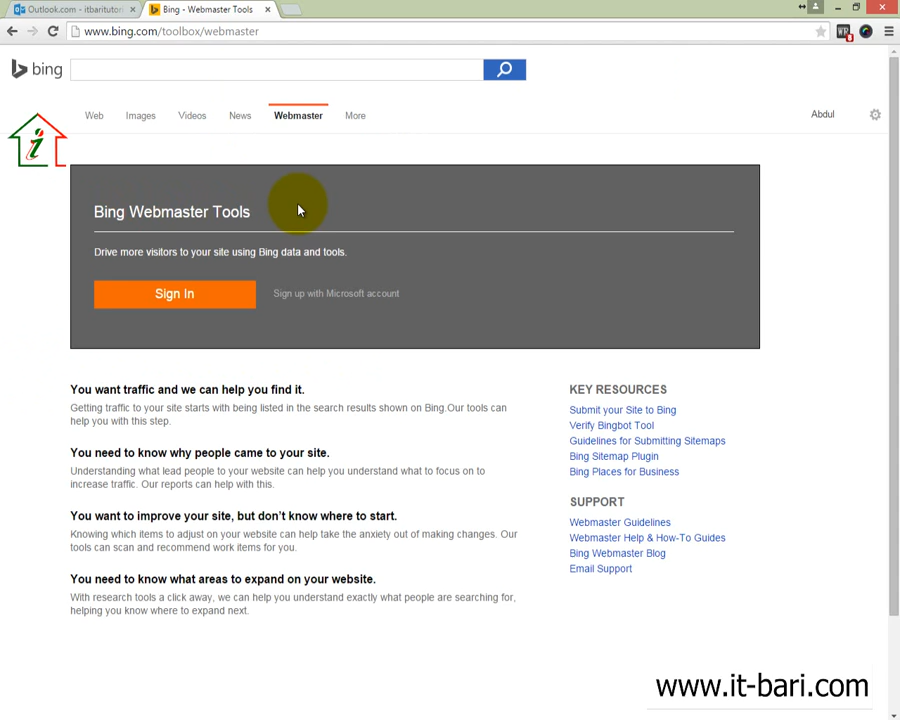 Outlook.com - itbaritutori
Bing - Webmaster Tools
www.bing.com/toolbox/webmaster
bing
Web Images Videos News Webmaster More Abdul
Bing Webmaster Tools
Drive more visitors to your site using Bing data and tools.
Sign In
Sign up with Microsoft account
You want traffic and we can help you find it.
Getting traffic to your site starts with being listed in the search results shown on Bing.Our tools can
help you with this step.
You need to know why people came to your site.
Understanding what lead people to your website can help you understand what to focus on to
increase traffic. Our reports can help with this.
You want to improve your site, but don't know where to start.
Knowing which items to adjust on your website can help take the anxiety out of making changes. Our
tools can scan and recommend work items for you.
You need to know what areas to expand on your website.
With research tools a click away, we can help you understand exactly what people are searching for,
helping you know where to expand next.
KEY RESOURCES
Submit your Site to Bing
Verify Bingbot Tool
Guidelines for Submitting Sitemaps
Bing Sitemap Plugin
Bing Places for Business
SUPPORT
Webmaster Guidelines
Webmaster Help & How-To Guides
Bing Webmaster Blog
Email Support
www.it-bari.com